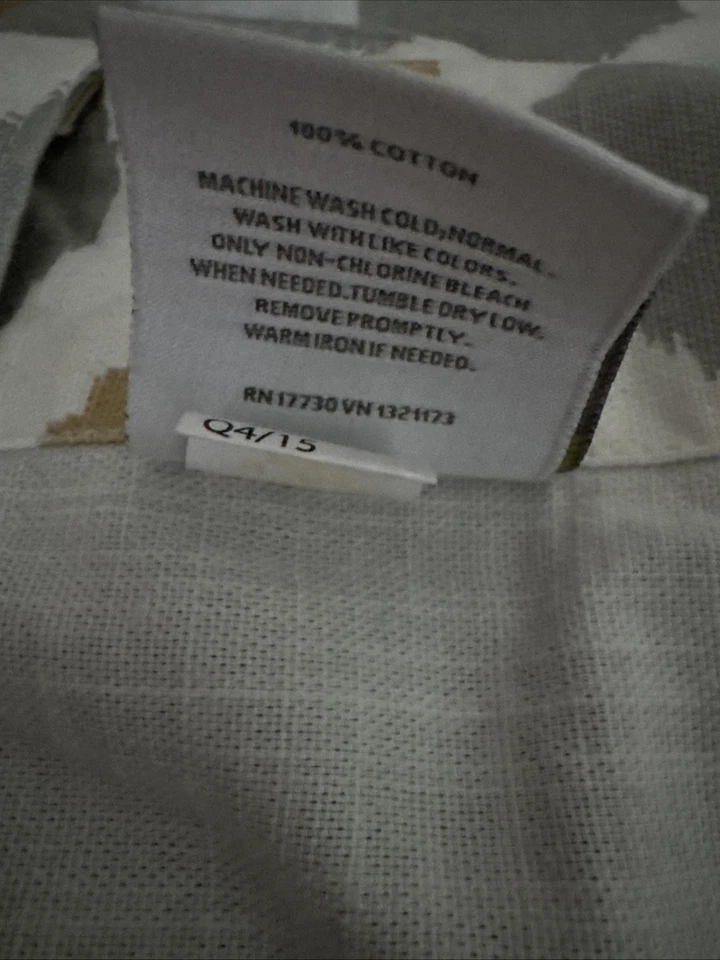 100% COTTON
MACHINE WASH COLD, NORMAL.
WASH WITH LIKE COLORS.
ONLY NON-CHLORINE BLEACH
WHEN NEEDED. TUMBLE DRY LOW.
REMOVE PROMPTLY.
WARM IRON IF NEEDED.
RN 17730 VN 1321173
Q4/15